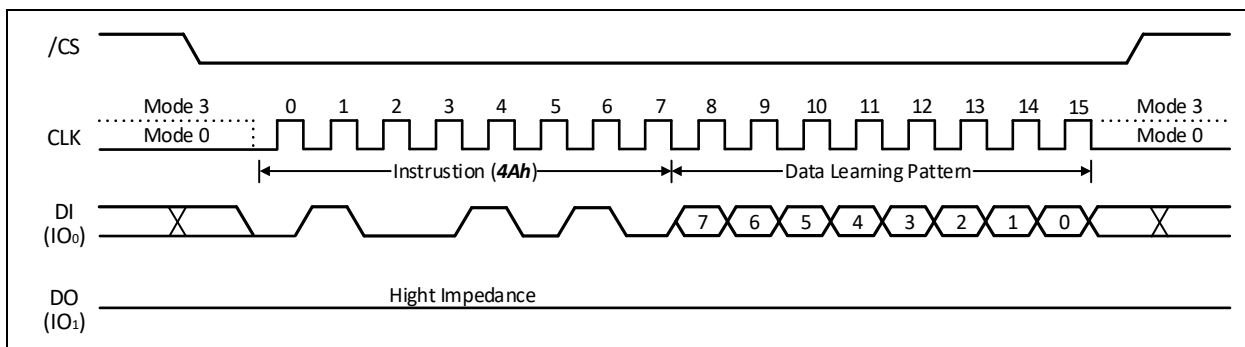 /CS
Mode 3 0 1 2 3 4 5 6 7 8 9 10 11 12 13 14 15 Mode 3
CLK Mode 0 Mode 0
Instrustion (4Ah) Data Learning Pattern
DI
(IO₀) 7 6 5 4 3 2 1 0
DO Hight Impedance
(IO₁)